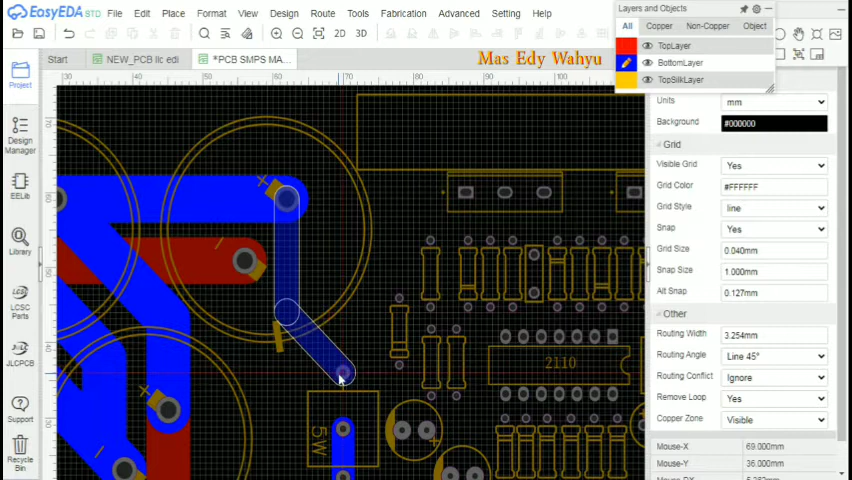 EasyEDA STD File Edit Place Format View Design Route Tools Fabrication Advanced Setting Help
Layers and Objects
All Copper Non-Copper Object
TopLayer
BottomLayer
TopSilkLayer
Start NEW_PCB llc edi *PCB SMPS MA...
Mas Edy Wahyu
Project
Design Manager
EELib
Library
LCSC Parts
JLCPCB
Support
Recycle Bin
30 50 60 70 80 90 100
Units mm
Background #000000
Grid
Visible Grid Yes
Grid Color #FFFFFF
Grid Style line
Snap Yes
Grid Size 0.040mm
Snap Size 1.000mm
Alt Snap 0.127mm
Other
Routing Width 3.254mm
Routing Angle Line 45°
Routing Conflict Ignore
Remove Loop Yes
Copper Zone Visible
Mouse-X 69.000mm
Mouse-Y 36.000mm
2110
5W